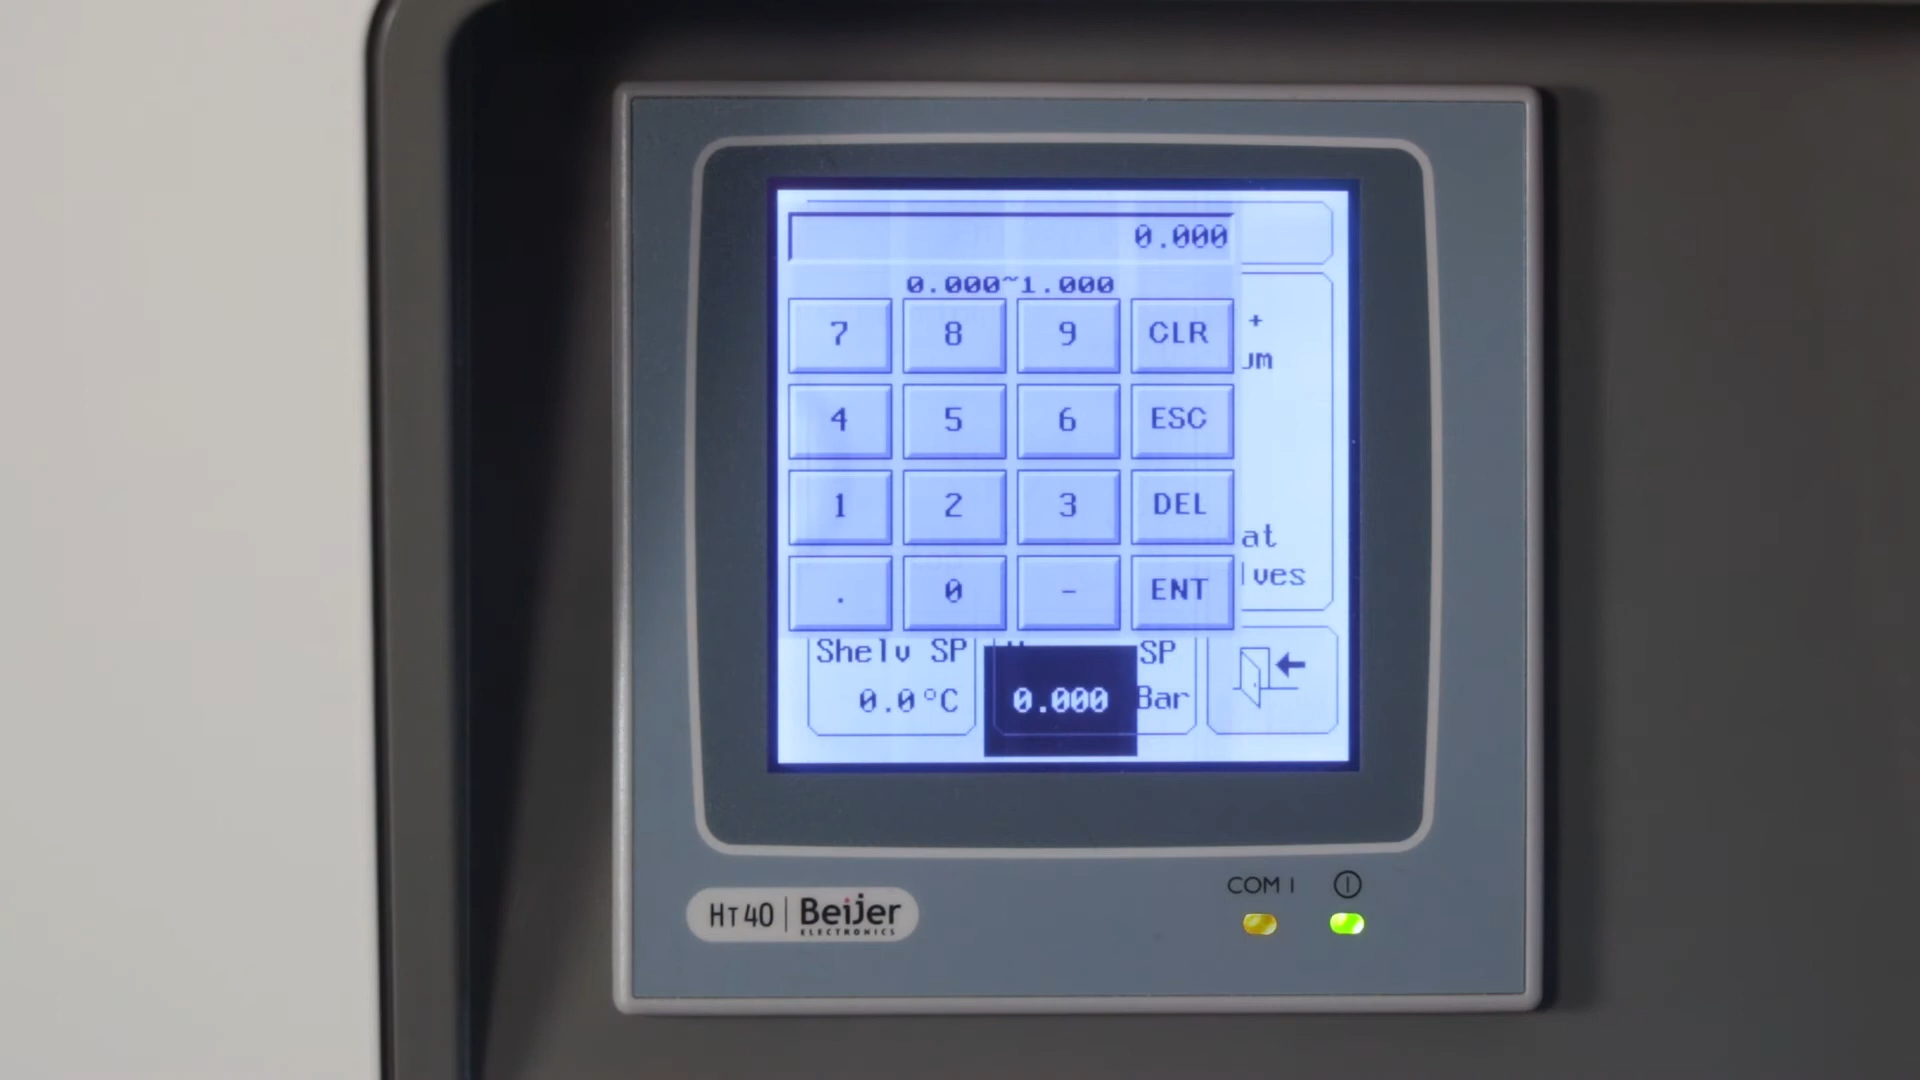 0.000
0.000~1.000
7 8 9 CLR
+
um
4 5 6 ESC
1 2 3 DEL
at
lves
. 0 - ENT
Shelv SP
SP
0.0°C
0.000 Bar
COM 1
HT40 | Beijer
ELECTRONICS